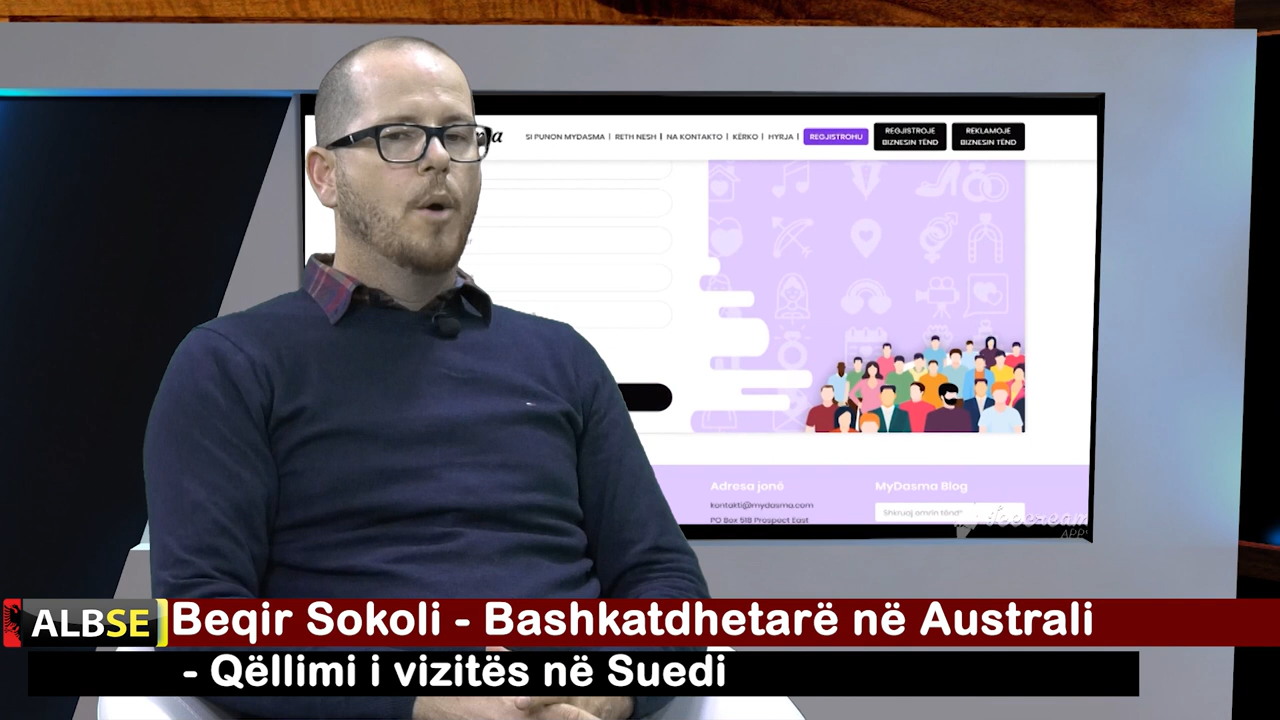 SI PUNON MYDASMA | RETH NESH | NA KONTAKTO | KËRKO | HYRJA | REGJISTROHU
REGJISTROJE
BIZNESIN TËND
REKLAMOJE
BIZNESIN TËND
Adresa jonë
kontakti@mydasma.com
PO Box 518 Prospect East
MyDasma Blog
Shkruaj emrin tënd*
APP
ALBSE Beqir Sokoli - Bashkatdhetarë në Australi
- Qëllimi i vizitës në Suedi